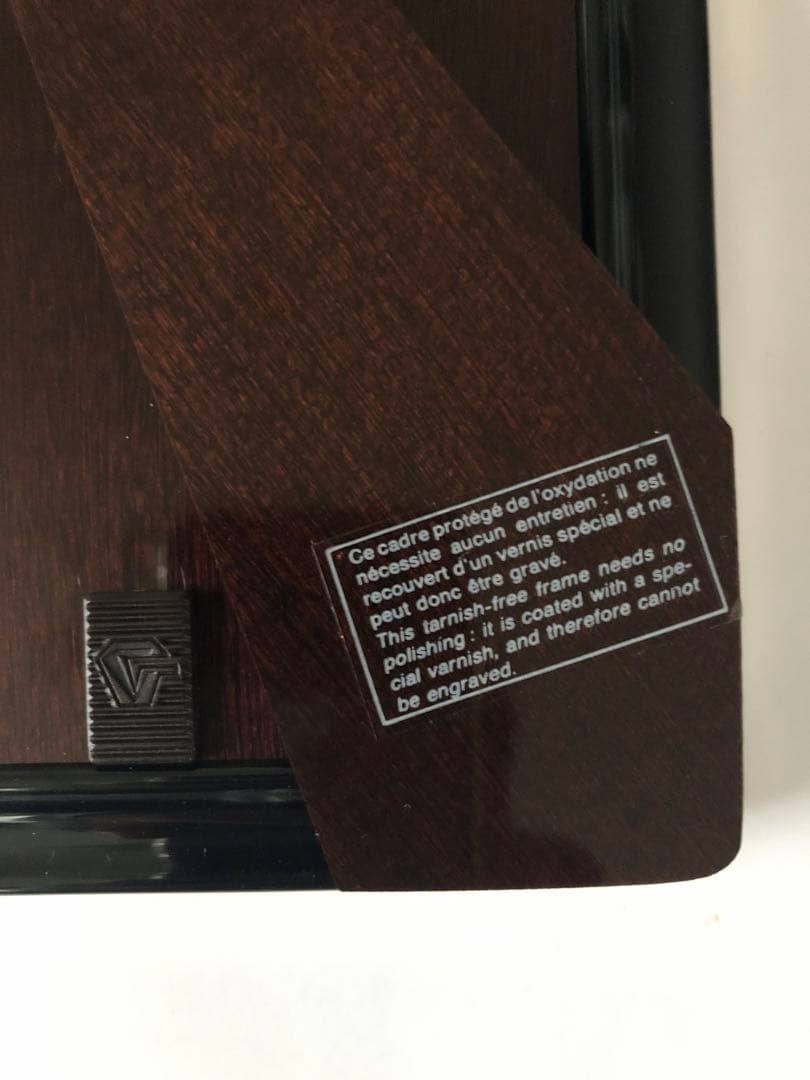 Ce cadre protégé de l'oxydation ne
nécessite aucun entretien : il est
recouvert d'un vernis spécial et ne
peut donc être gravé.
This tarnish-free frame needs no
polishing : it is coated with a spe-
cial varnish, and therefore cannot
be engraved.